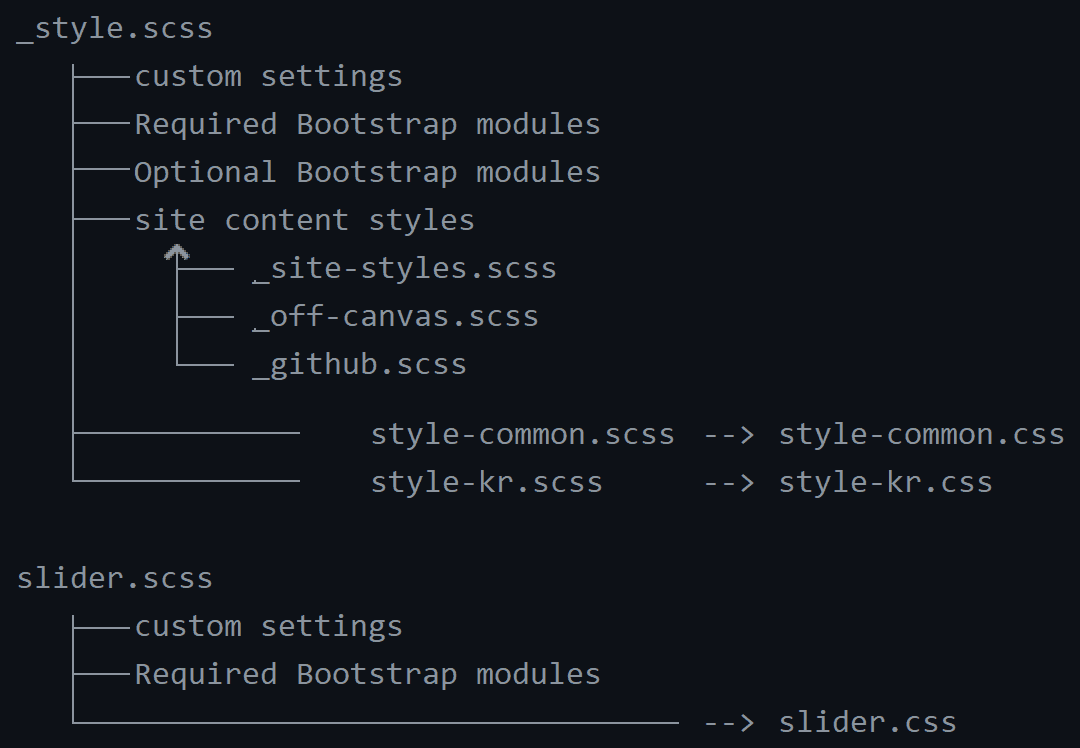 _style.scss
custom settings
Required Bootstrap modules
Optional Bootstrap modules
site content styles
_site-styles.scss
_off-canvas.scss
_github.scss
style-common.scss --> style-common.css
style-kr.scss --> style-kr.css
slider.scss
custom settings
Required Bootstrap modules
--> slider.css